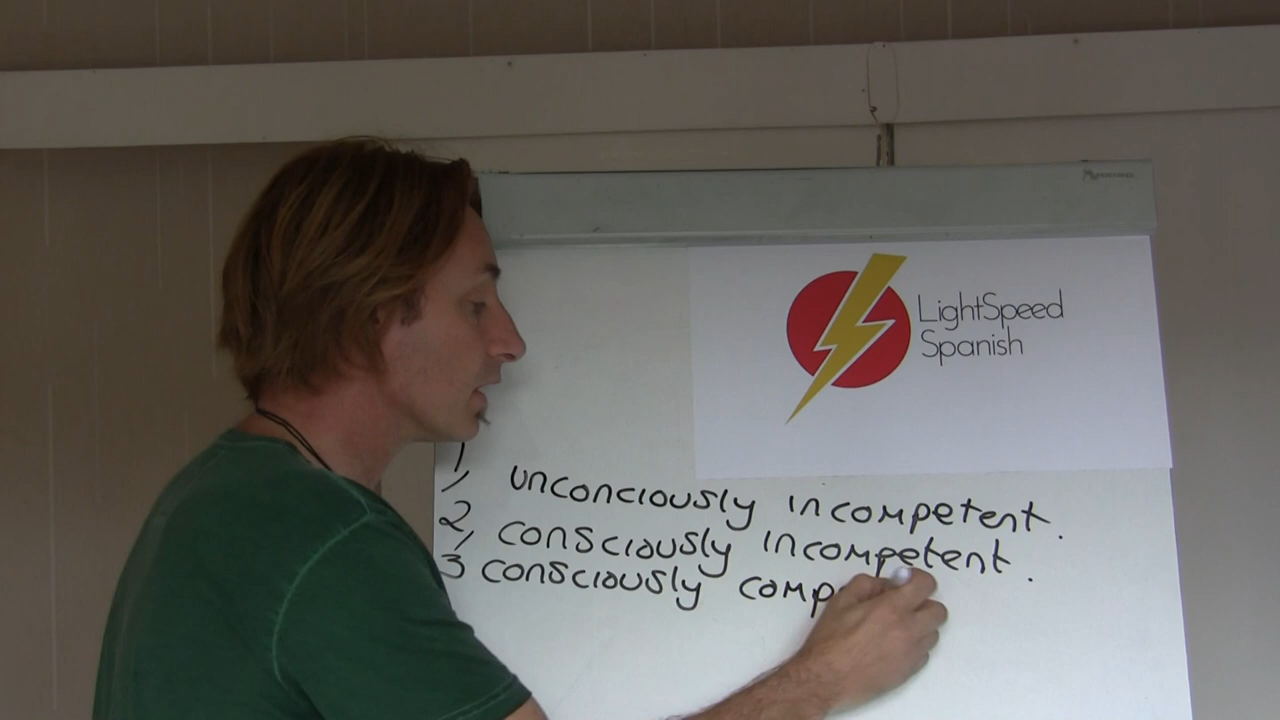 LightSpeed
Spanish
1, unconciously incompetent.
2, consciously incompetent.
3 consciously comp